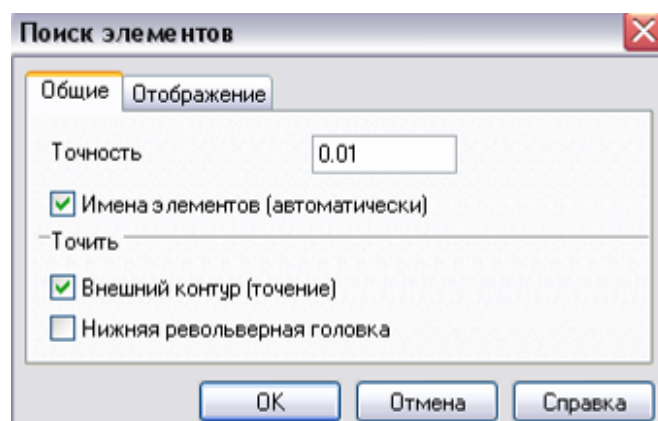 Поиск элементов
Общие Отображение
Точность 0.01
Имена элементов (автоматически)
Точить
Внешний контур (точение)
Нижняя револьверная головка
OK Отмена Справка